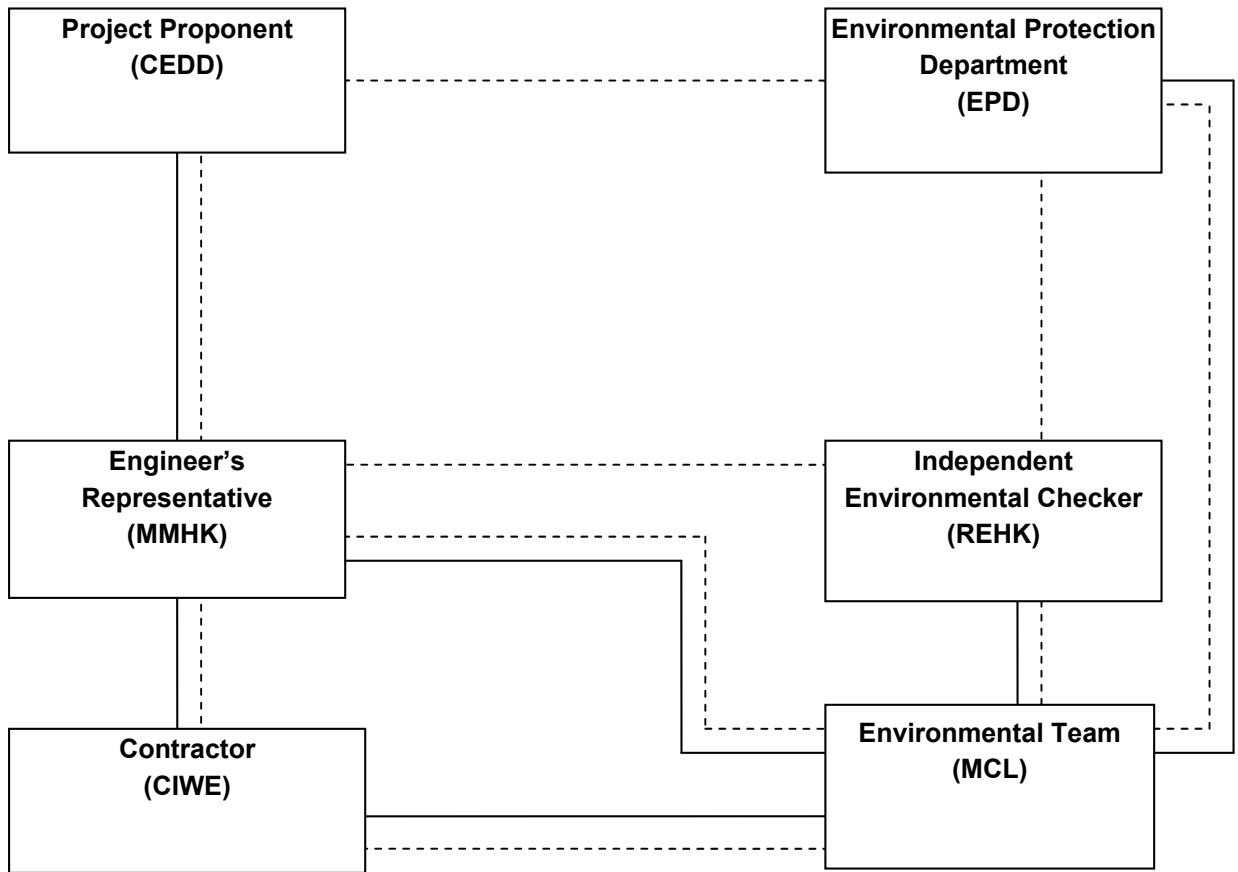 Project Proponent
(CEDD)
Environmental Protection
Department
(EPD)
Engineer’s
Representative
(MMHK)
Independent
Environmental Checker
(REHK)
Contractor
(CIWE)
Environmental Team
(MCL)